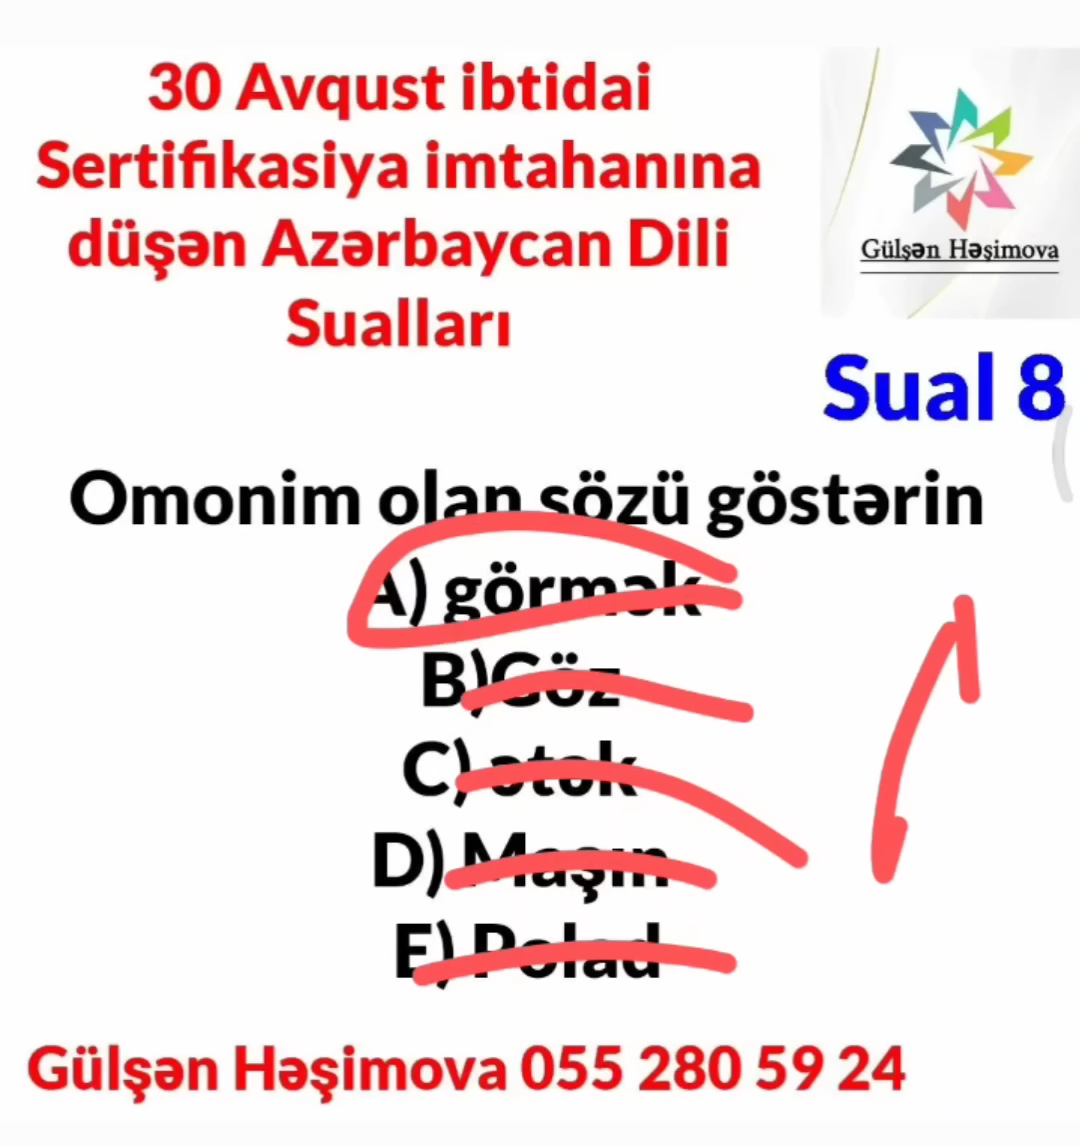 30 Avqust ibtidai
Sertifikasiya imtahanına
düşən Azərbaycan Dili
Sualları
Gülşən Həşimova
Sual 8
Omonim olan sözü göstərin
A) görmək
B)Göz
C) ətək
D) Maşın
E) Polad
Gülşən Həşimova 055 280 59 24